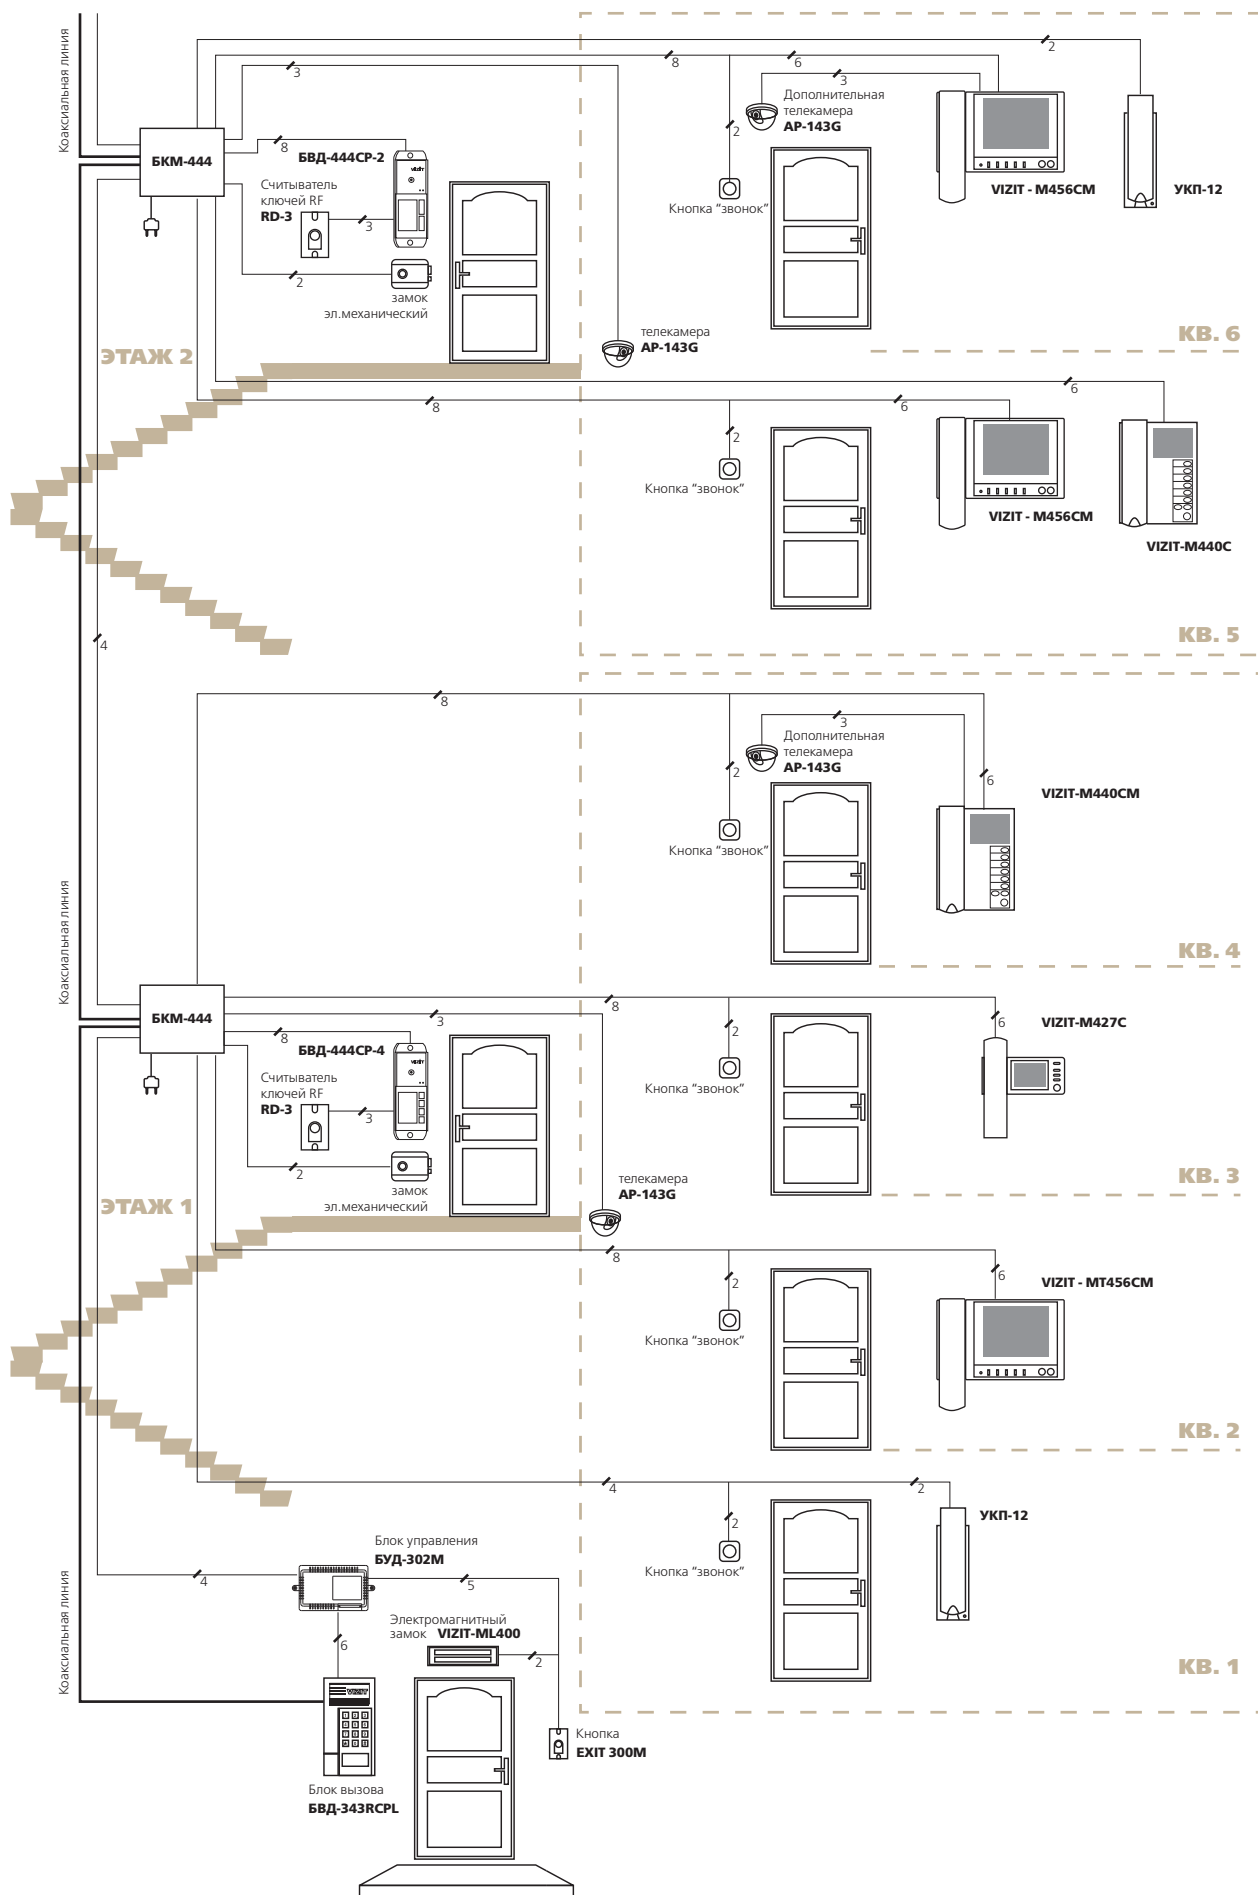 Коаксиальная линия
БКМ-444
3
8
БВД-444CP-2
VIZIT
Считыватель
ключей RF
RD-3
3
2
замок
эл.механический
ЭТАЖ 2
телекамера
AP-143G
8
6
2
3
Дополнительная
телекамера
AP-143G
2
Кнопка “звонок”
VIZIT - M456CM
УКП-12
КВ. 6
8
6
6
2
Кнопка “звонок”
VIZIT - M456CM
VIZIT-M440C
КВ. 5
4
8
3
Дополнительная
телекамера
AP-143G
2
6
VIZIT-M440CM
Кнопка “звонок”
КВ. 4
Коаксиальная линия
БКМ-444
3
8
8
БВД-444CP-4
VIZIT
Считыватель
ключей RF
RD-3
3
2
замок
эл.механический
ЭТАЖ 1
телекамера
AP-143G
2
6
VIZIT-M427C
Кнопка “звонок”
КВ. 3
8
2
6
VIZIT - MT456CM
Кнопка “звонок”
КВ. 2
4
2
2
УКП-12
Кнопка “звонок”
КВ. 1
Коаксиальная линия
Блок управления
БУД-302М
4
5
6
Электромагнитный
замок VIZIT-ML400
2
VIZIT
Кнопка
EXIT 300M
Блок вызова
БВД-343RCPL